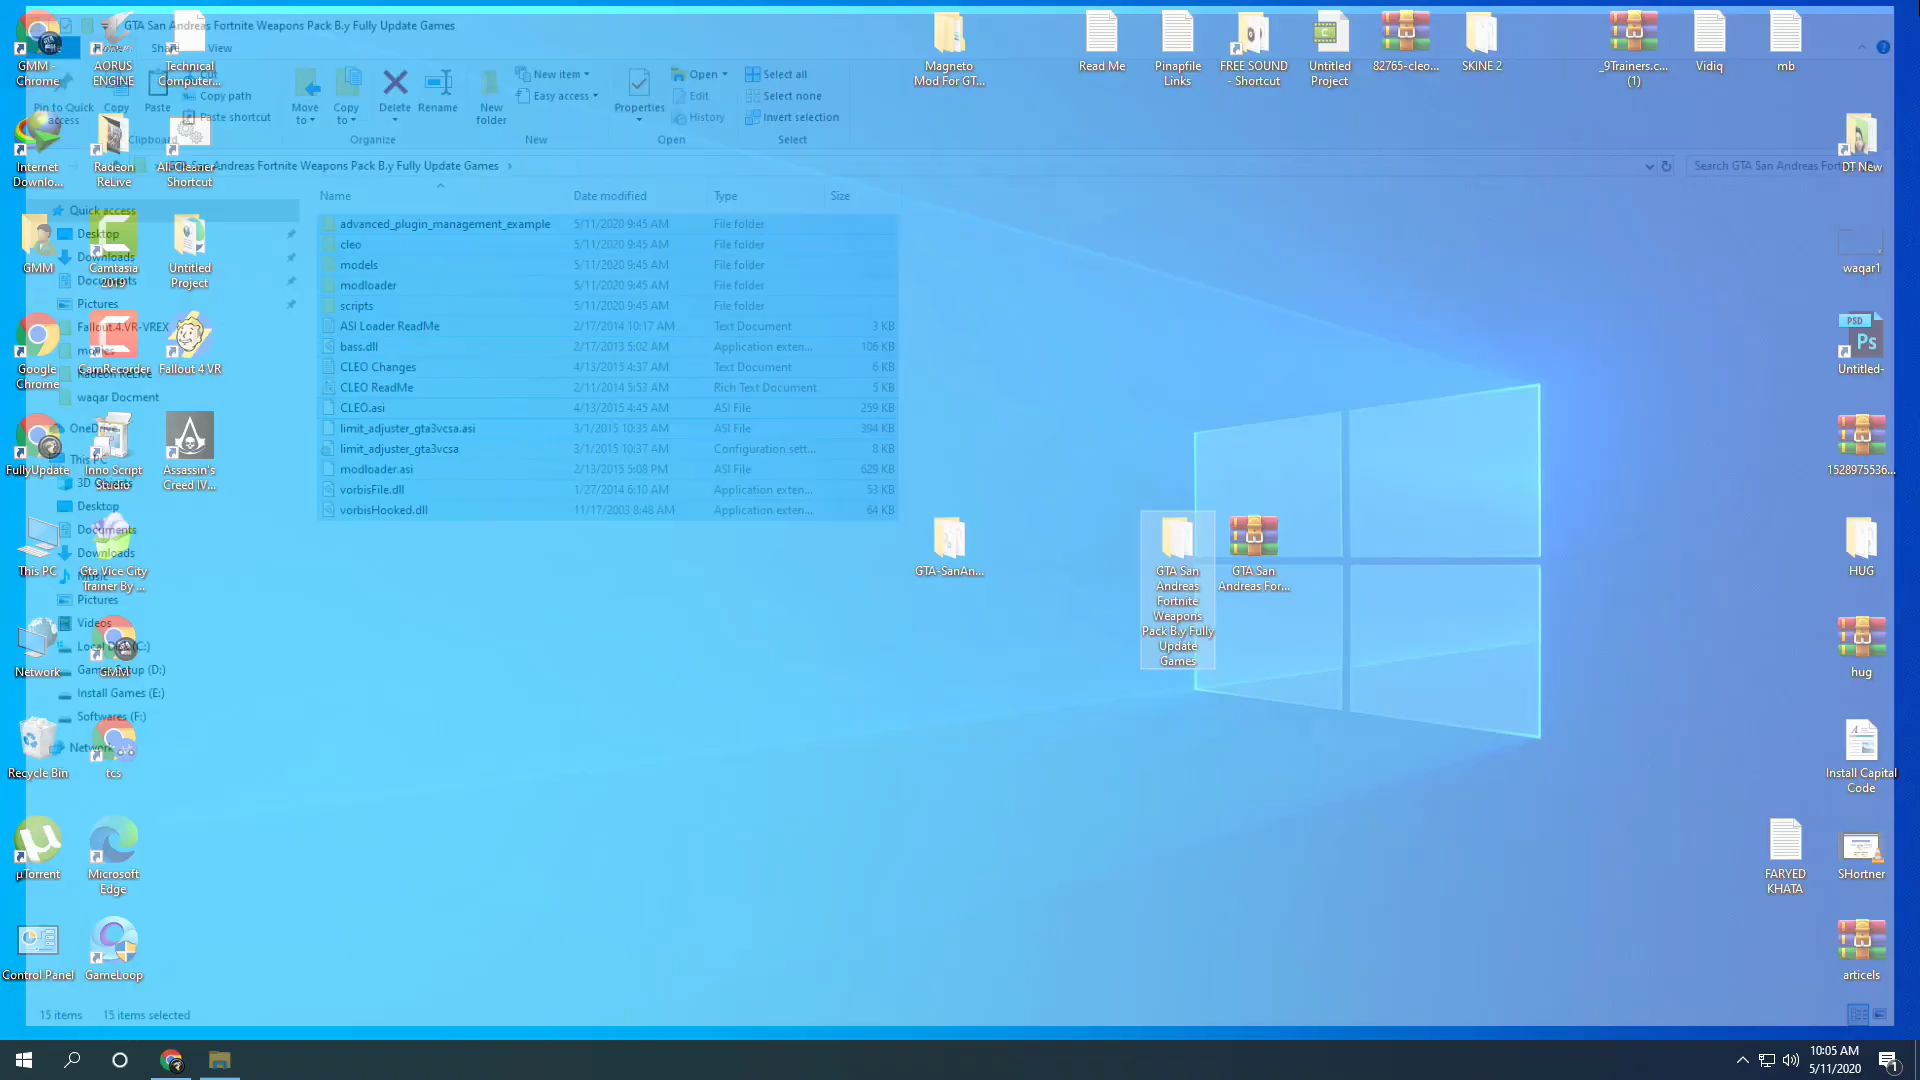 GTA San Andreas Fortnite Weapons Pack B.y Fully Update Games
Home
Share
View
Pin to Quick
access
Copy
Paste
Cut
Copy path
Paste shortcut
Clipboard
Move
to
Copy
to
Delete
Rename
Organize
New
folder
New item
Easy access
New
Properties
Open
Edit
History
Open
Select all
Select none
Invert selection
Select
San Andreas Fortnite Weapons Pack B.y Fully Update Games
Search GTA San Andreas Fort
Name Date modified Type Size
advanced_plugin_management_example 5/11/2020 9:45 AM File folder
cleo 5/11/2020 9:45 AM File folder
models 5/11/2020 9:45 AM File folder
modloader 5/11/2020 9:45 AM File folder
scripts 5/11/2020 9:45 AM File folder
ASI Loader ReadMe 2/17/2014 10:17 AM Text Document 3 KB
bass.dll 2/17/2013 5:02 AM Application exten... 106 KB
CLEO Changes 4/13/2015 4:37 AM Text Document 6 KB
CLEO ReadMe 2/11/2014 5:53 AM Rich Text Document 5 KB
CLEO.asi 4/13/2015 4:45 AM ASI File 259 KB
limit_adjuster_gta3vcsa.asi 3/1/2015 10:35 AM ASI File 394 KB
limit_adjuster_gta3vcsa 3/1/2015 10:37 AM Configuration sett... 8 KB
modloader.asi 2/13/2015 5:08 PM ASI File 629 KB
vorbisFile.dll 1/27/2014 6:10 AM Application exten... 53 KB
vorbisHooked.dll 11/17/2003 8:48 AM Application exten... 64 KB
Quick access
Desktop
Downloads
Documents
Pictures
Fallout.4.VR-VREX
movies
Radeon ReLive
waqar Docment
OneDrive
This PC
3D Objects
Desktop
Documents
Downloads
Music
Pictures
Videos
Local Disk (C:)
Games Setup (D:)
Install Games (E:)
Softwares (F:)
Network
15 items
15 items selected
GMM -
Chrome
AORUS
ENGINE
Technical
Computer...
Internet
Downlo...
Radeon
ReLive
All Cleaner
Shortcut
GMM
Camtasia
2019
Untitled
Project
Google
Chrome
CamRecorder
Fallout 4 VR
FullyUpdate
Inno Script
Studio
Assassin's
Creed IV...
This PC
Gta Vice City
Trainer By ...
Network
GMM
Recycle Bin
tcs
µTorrent
Microsoft
Edge
Control Panel
GameLoop
Magneto
Mod For GT...
Read Me
Pinapfile
Links
FREE SOUND
- Shortcut
Untitled
Project
82765-cleo...
SKINE 2
_9Trainers.c...
(1)
Vidiq
mb
DT New
waqar1
PSD
Ps
Untitled-
1528975536...
GTA-SanAn...
GTA San
Andreas
Fortnite
Weapons
Pack B.y Fully
Update
Games
GTA San
Andreas For...
HUG
hug
Install Capital
Code
FARYED
KHATA
SHortner
articels
10:05 AM
5/11/2020
1